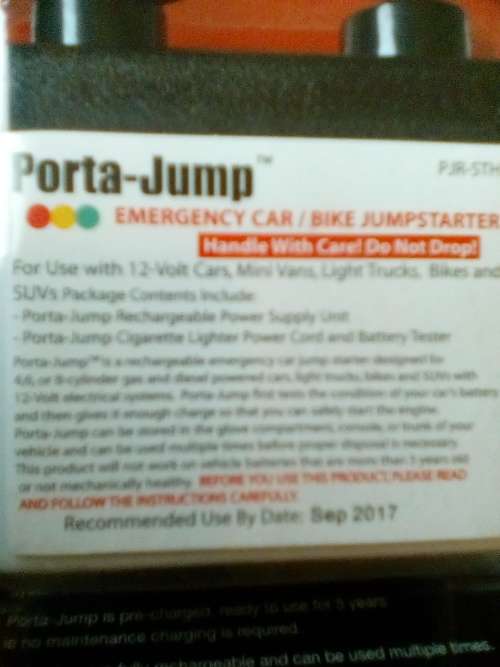 Porta-Jump™
PJR-STH
EMERGENCY CAR / BIKE JUMPSTARTER
Handle With Care! Do Not Drop!
For Use with 12-Volt Cars, Mini Vans, Light Trucks, Bikes and
SUVs Package Contents Include:
- Porta-Jump Rechargeable Power Supply Unit
- Porta-Jump Cigarette Lighter Power Cord and Battery Tester
Porta-Jump™ is a rechargeable emergency car jump starter designed for
4,6, or 8-cylinder gas and diesel powered cars, light trucks, bikes and SUVs with
12-Volt electrical systems. Porta-Jump first tests the condition of your car's battery
and then gives it enough charge so that you can safely start the engine.
Porta-Jump can be stored in the glove compartment, console, or trunk of your
vehicle and can be used multiple times before proper disposal is necessary.
This product will not work on vehicle batteries that are more than 5 years old
or not mechanically healthy. BEFORE YOU USE THIS PRODUCT, PLEASE READ
AND FOLLOW THE INSTRUCTIONS CAREFULLY.
Recommended Use By Date: Sep 2017
Porta-Jump is pre-charged, ready to use for 5 years
no maintenance charging is required.
rechargeable and can be used multiple times.